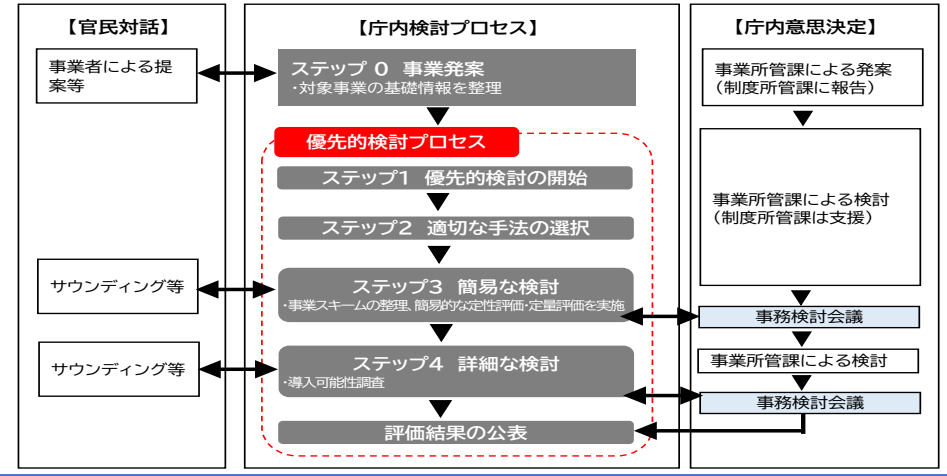 【官民対話】
事業者による提
案等
サウンディング等
サウンディング等
【庁内検討プロセス】
ステップ 0 事業発案
・対象事業の基礎情報を整理
優先的検討プロセス
ステップ1 優先的検討の開始
ステップ2 適切な手法の選択
ステップ3 簡易な検討
・事業スキームの整理、簡易的な定性評価・定量評価を実施
ステップ4 詳細な検討
・導入可能性調査
評価結果の公表
【庁内意思決定】
事業所管課による発案
（制度所管課に報告）
事業所管課による検討
（制度所管課は支援）
事務検討会議
事業所管課による検討
事務検討会議